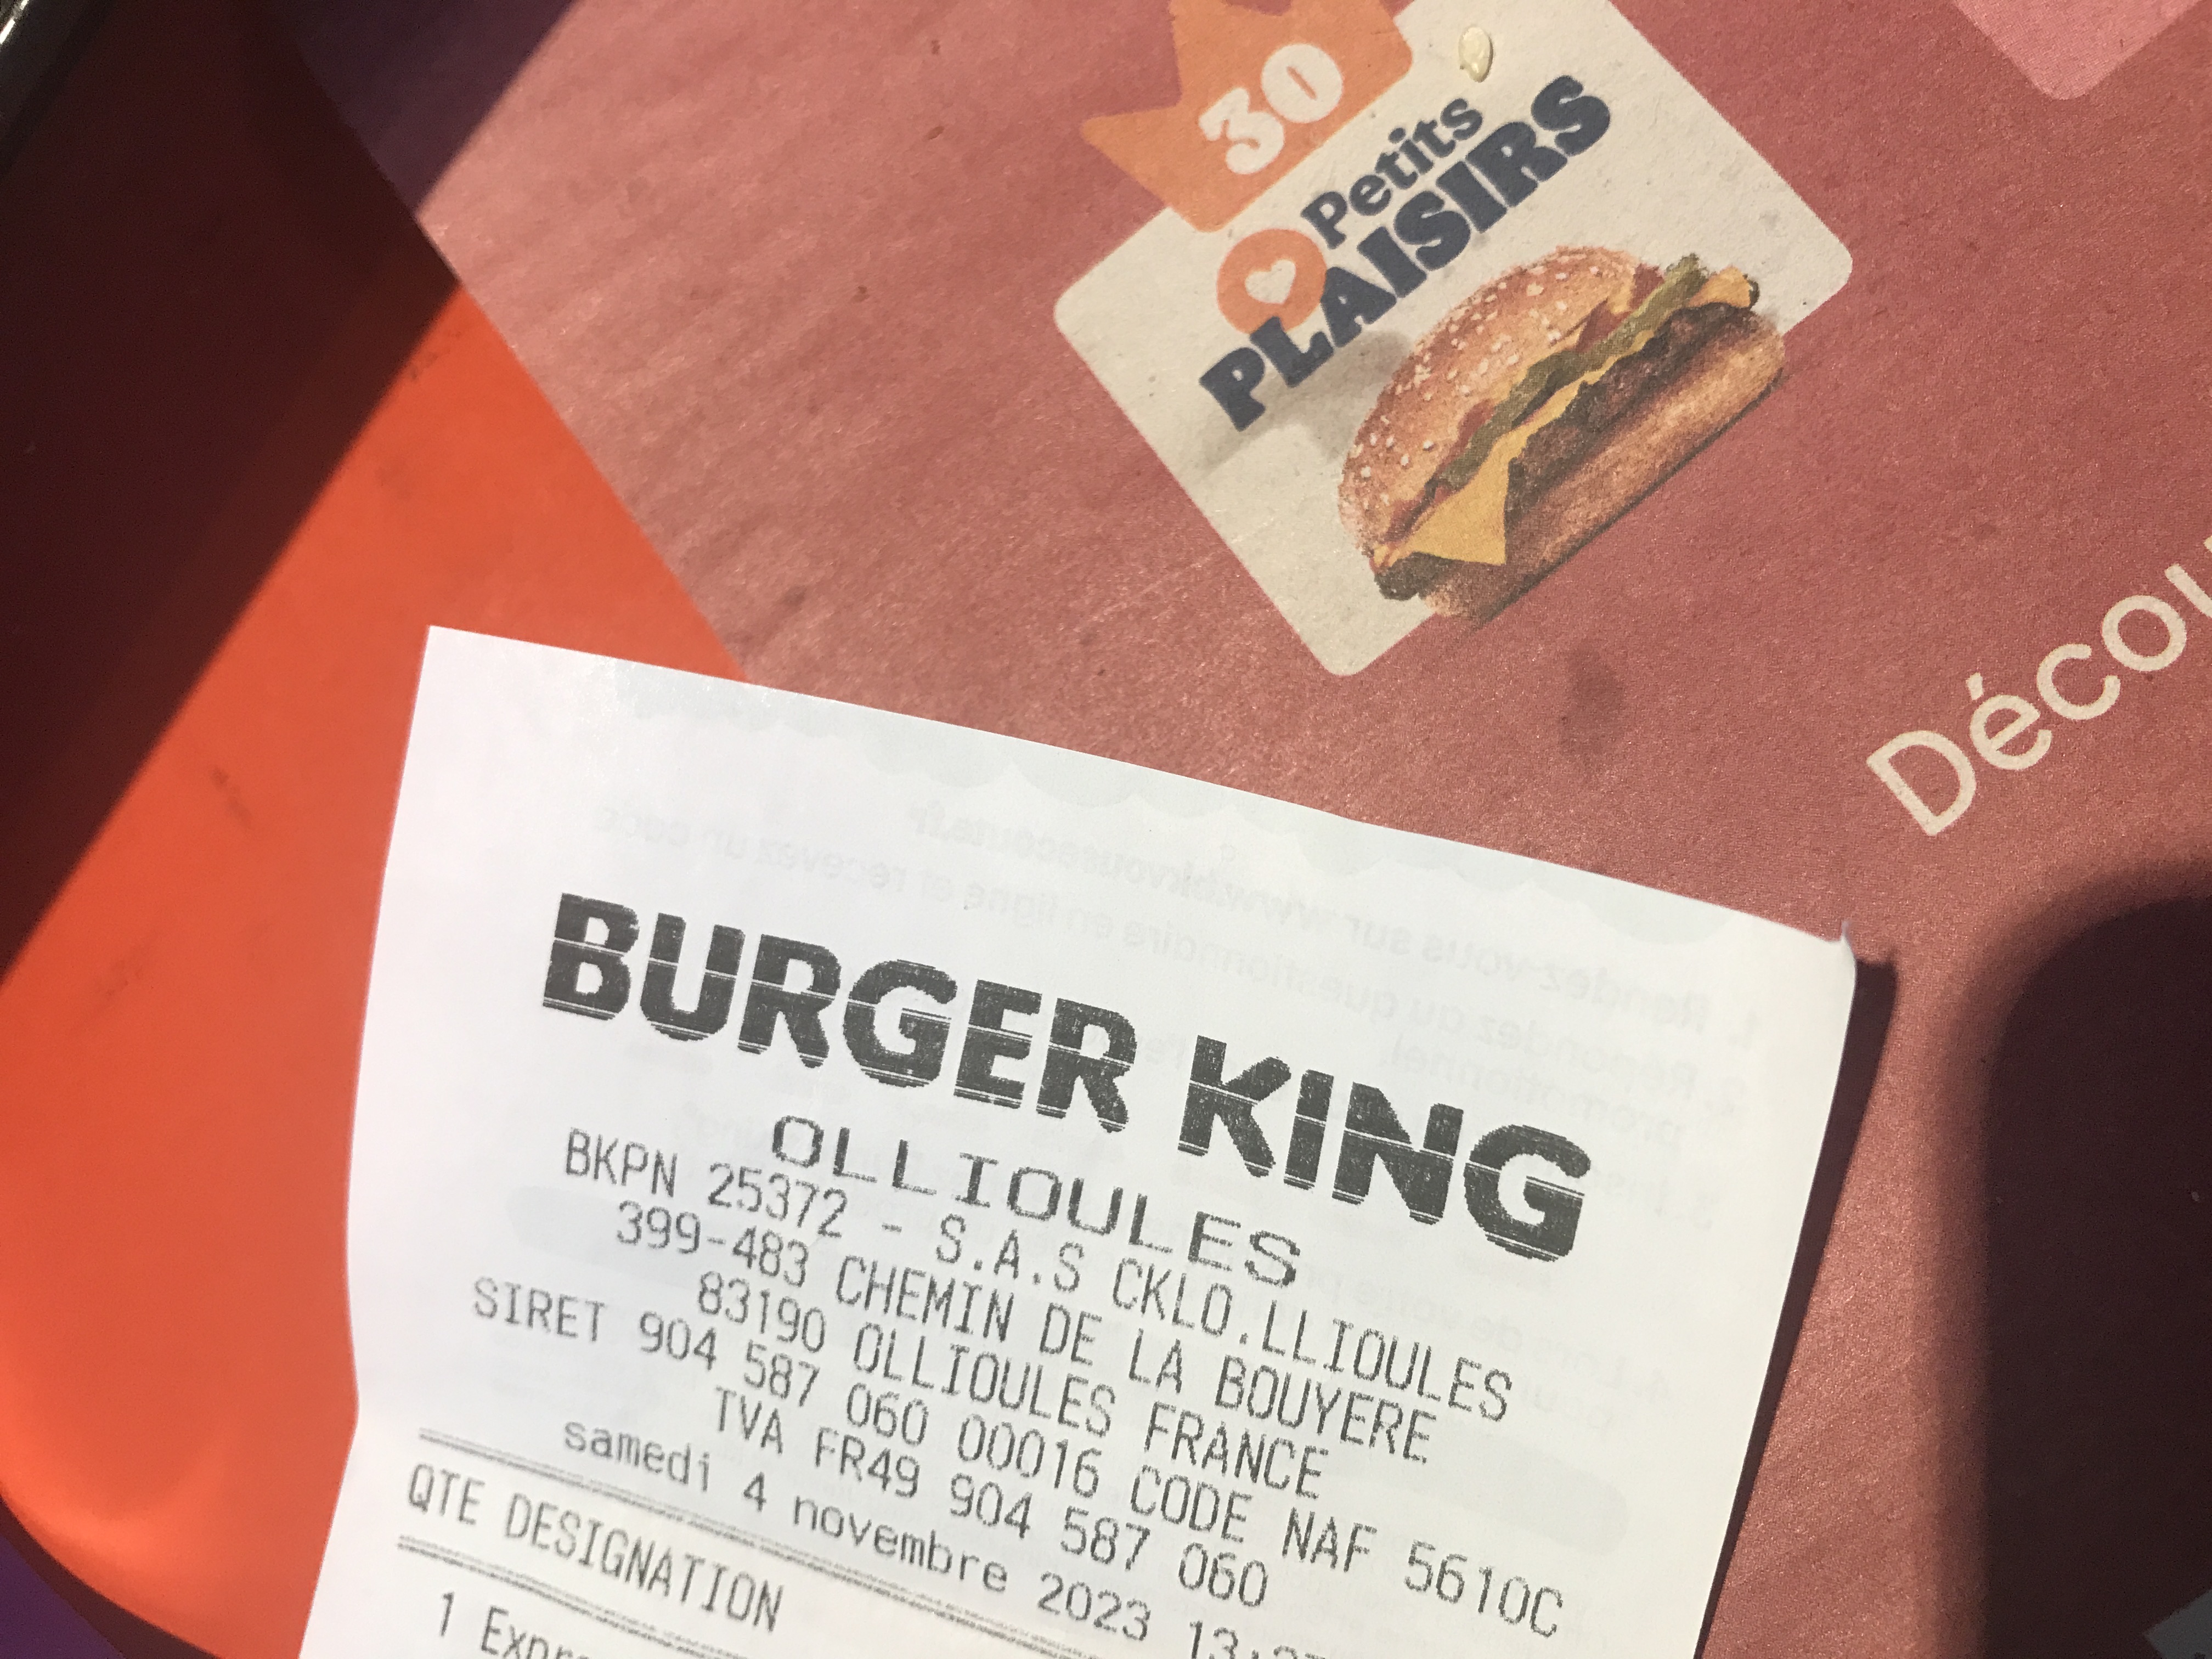 30
Petits
PLAISIRS
BURGER KING
OLLIOULES
BKPN 25372 - S.A.S CKLO.LLIOULES
399-483 CHEMIN DE LA BOUYERE
83190 OLLIOULES FRANCE
SIRET 904 587 060 00016 CODE NAF 5610C
TVA FR49 904 587 060
samedi 4 novembre 2023
QTE DESIGNATION
1